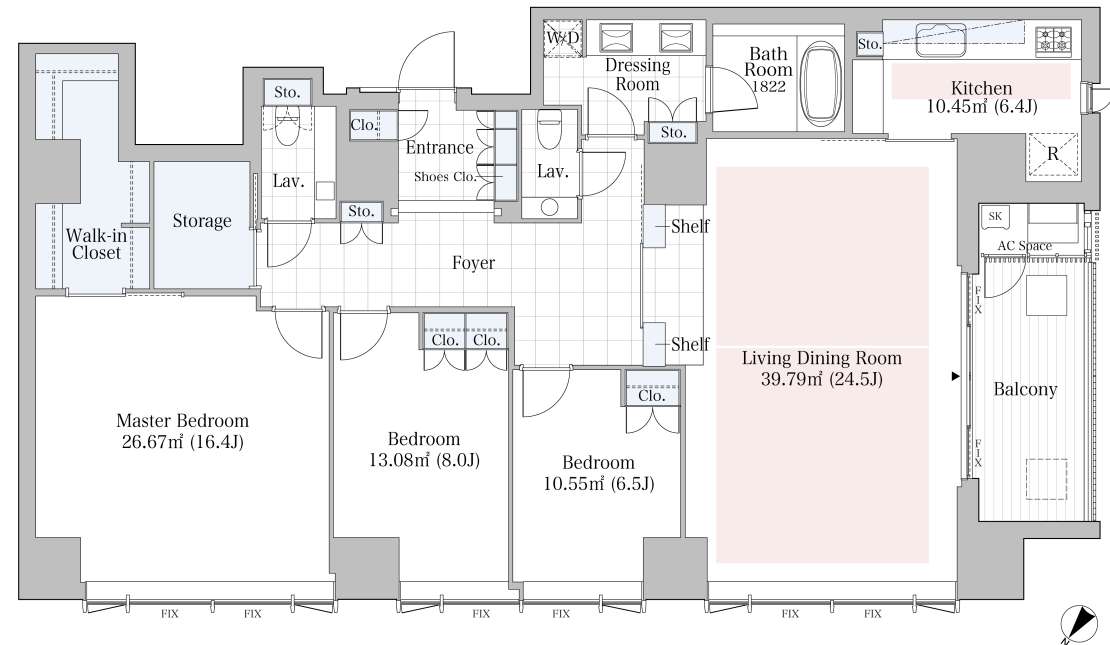 W/D
Dressing
Room
Bath
Room
1822
Sto.
Kitchen
10.45㎡ (6.4J)
Sto.
Clo.
Entrance
Shoes Clo.
Lav.
Lav.
Sto.
R
Sto.
Storage
Walk-in
Closet
Foyer
Shelf
Shelf
SK
AC Space
FIX
FIX
Clo.
Clo.
Clo.
Living Dining Room
39.79㎡ (24.5J)
Balcony
Master Bedroom
26.67㎡ (16.4J)
Bedroom
13.08㎡ (8.0J)
Bedroom
10.55㎡ (6.5J)
FIX
FIX
FIX
FIX
FIX
FIX
N